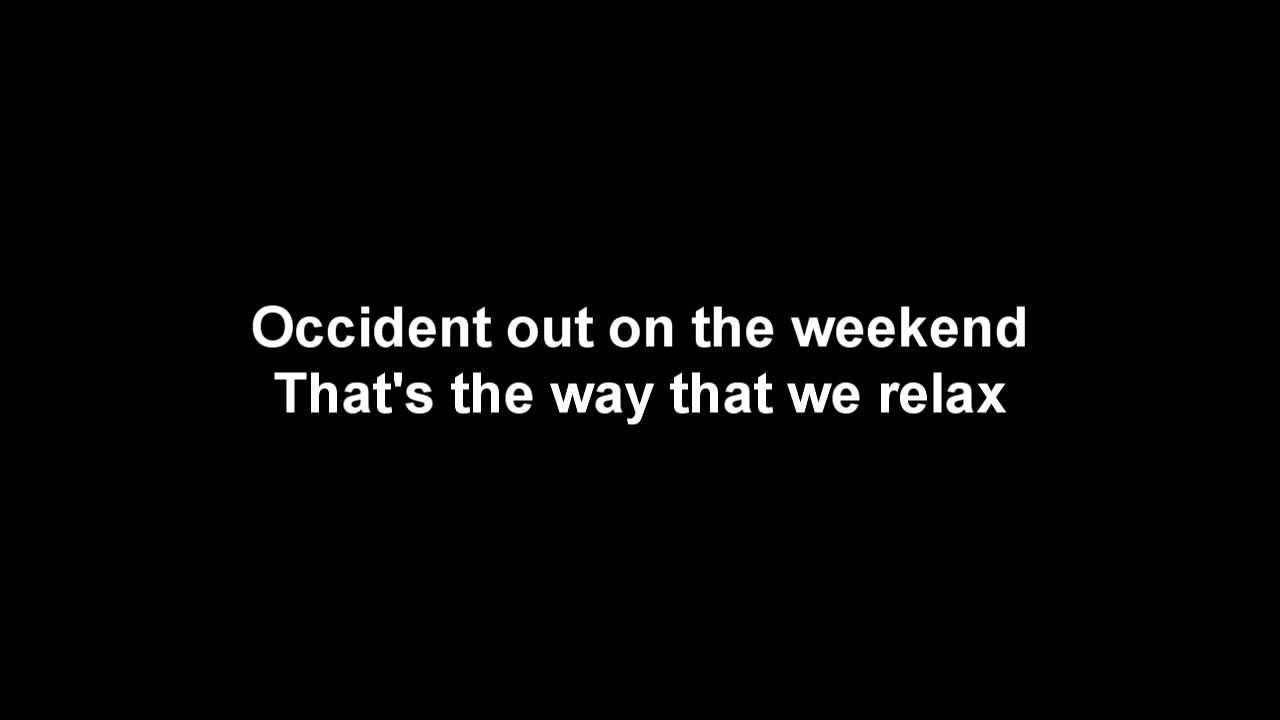 Occident out on the weekend
That's the way that we relax